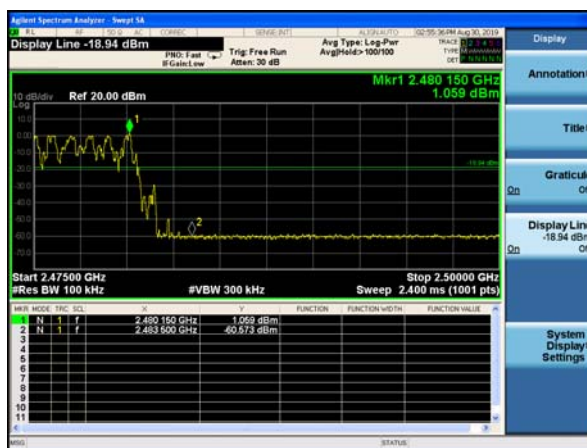 Agilent Spectrum Analyzer - Swept SA
RL RF 50 Ω AC CORREC SENSE:INT ALIGN AUTO 02:55:36 PM Aug 30, 2019
Display Line -18.94 dBm
PNO: Fast
IFGain:Low
Trig: Free Run
Atten: 30 dB
Avg Type: Log-Pwr
Avg|Hold:> 100/100
TRACE
TYPE
DET
Mkr1 2.480 150 GHz
1.059 dBm
10 dB/div Ref 20.00 dBm
Log
10.0
0.00
-10.0
-20.0
-30.0
-40.0
-50.0
-60.0
-70.0
1
2
-18.94 dBm
Start 2.47500 GHz Stop 2.50000 GHz
#Res BW 100 kHz #VBW 300 kHz Sweep 2.400 ms (1001 pts)
MKR MODE TRC SCL X Y FUNCTION FUNCTION WIDTH FUNCTION VALUE
1 N 1 f 2.480 150 GHz 1.059 dBm
2 N 1 f 2.483 500 GHz -60.573 dBm
3
4
5
6
7
8
9
10
11
MSG STATUS
Display
Annotation
Title
Graticule
On Of
Display Line
-18.94 dBm
On Of
System
Display
Settings